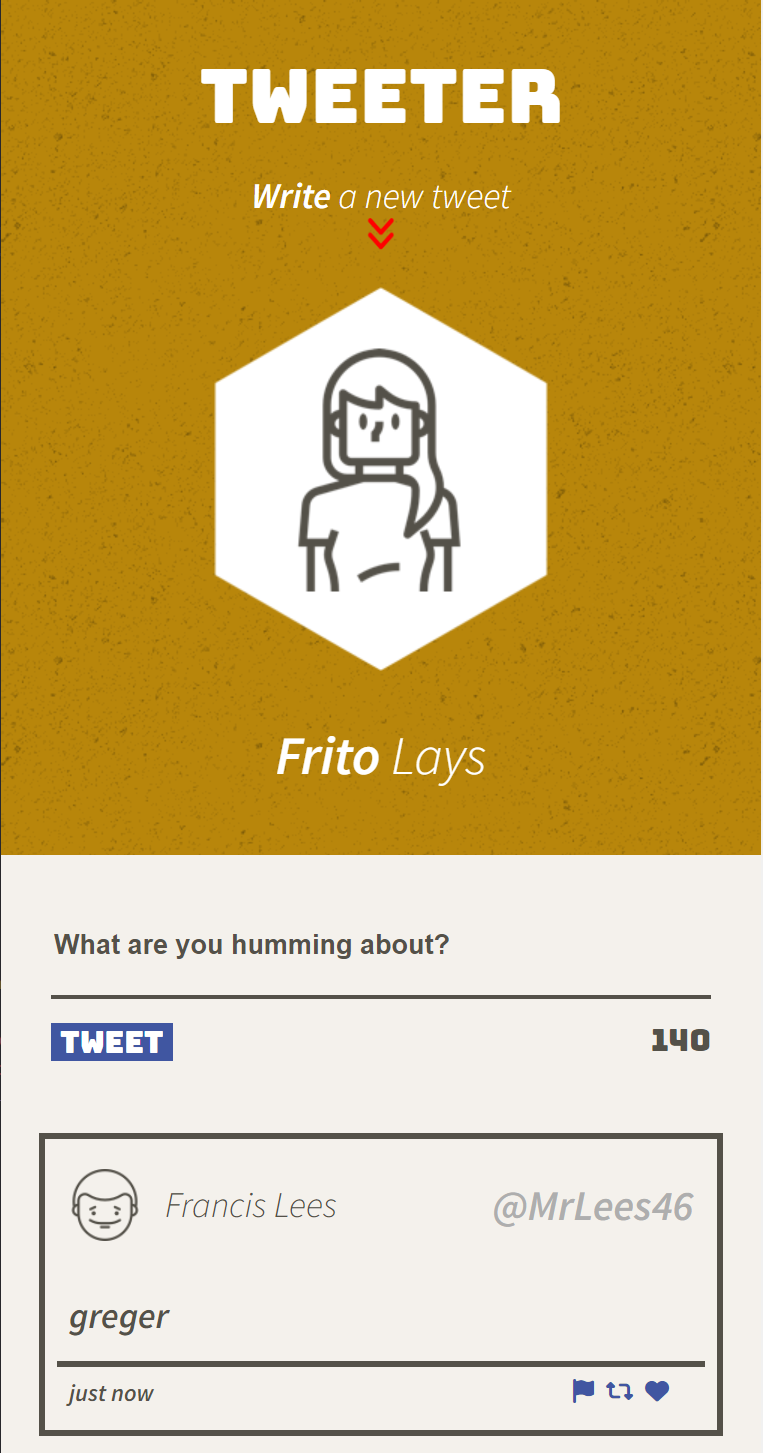 TWEETER
Write a new tweet
Frito Lays
What are you humming about?
TWEET 140
Francis Lees @MrLees46
greger
just now